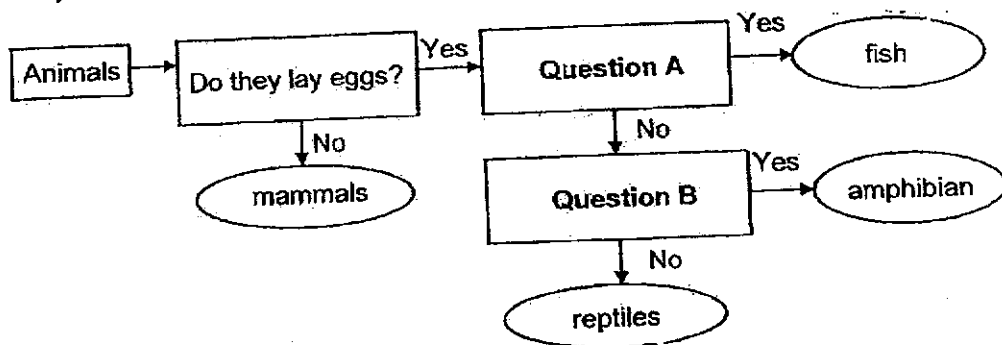 Animals
Do they lay eggs?
Yes
Question A
Yes
fish
No
mammals
No
Question B
Yes
amphibian
No
reptiles